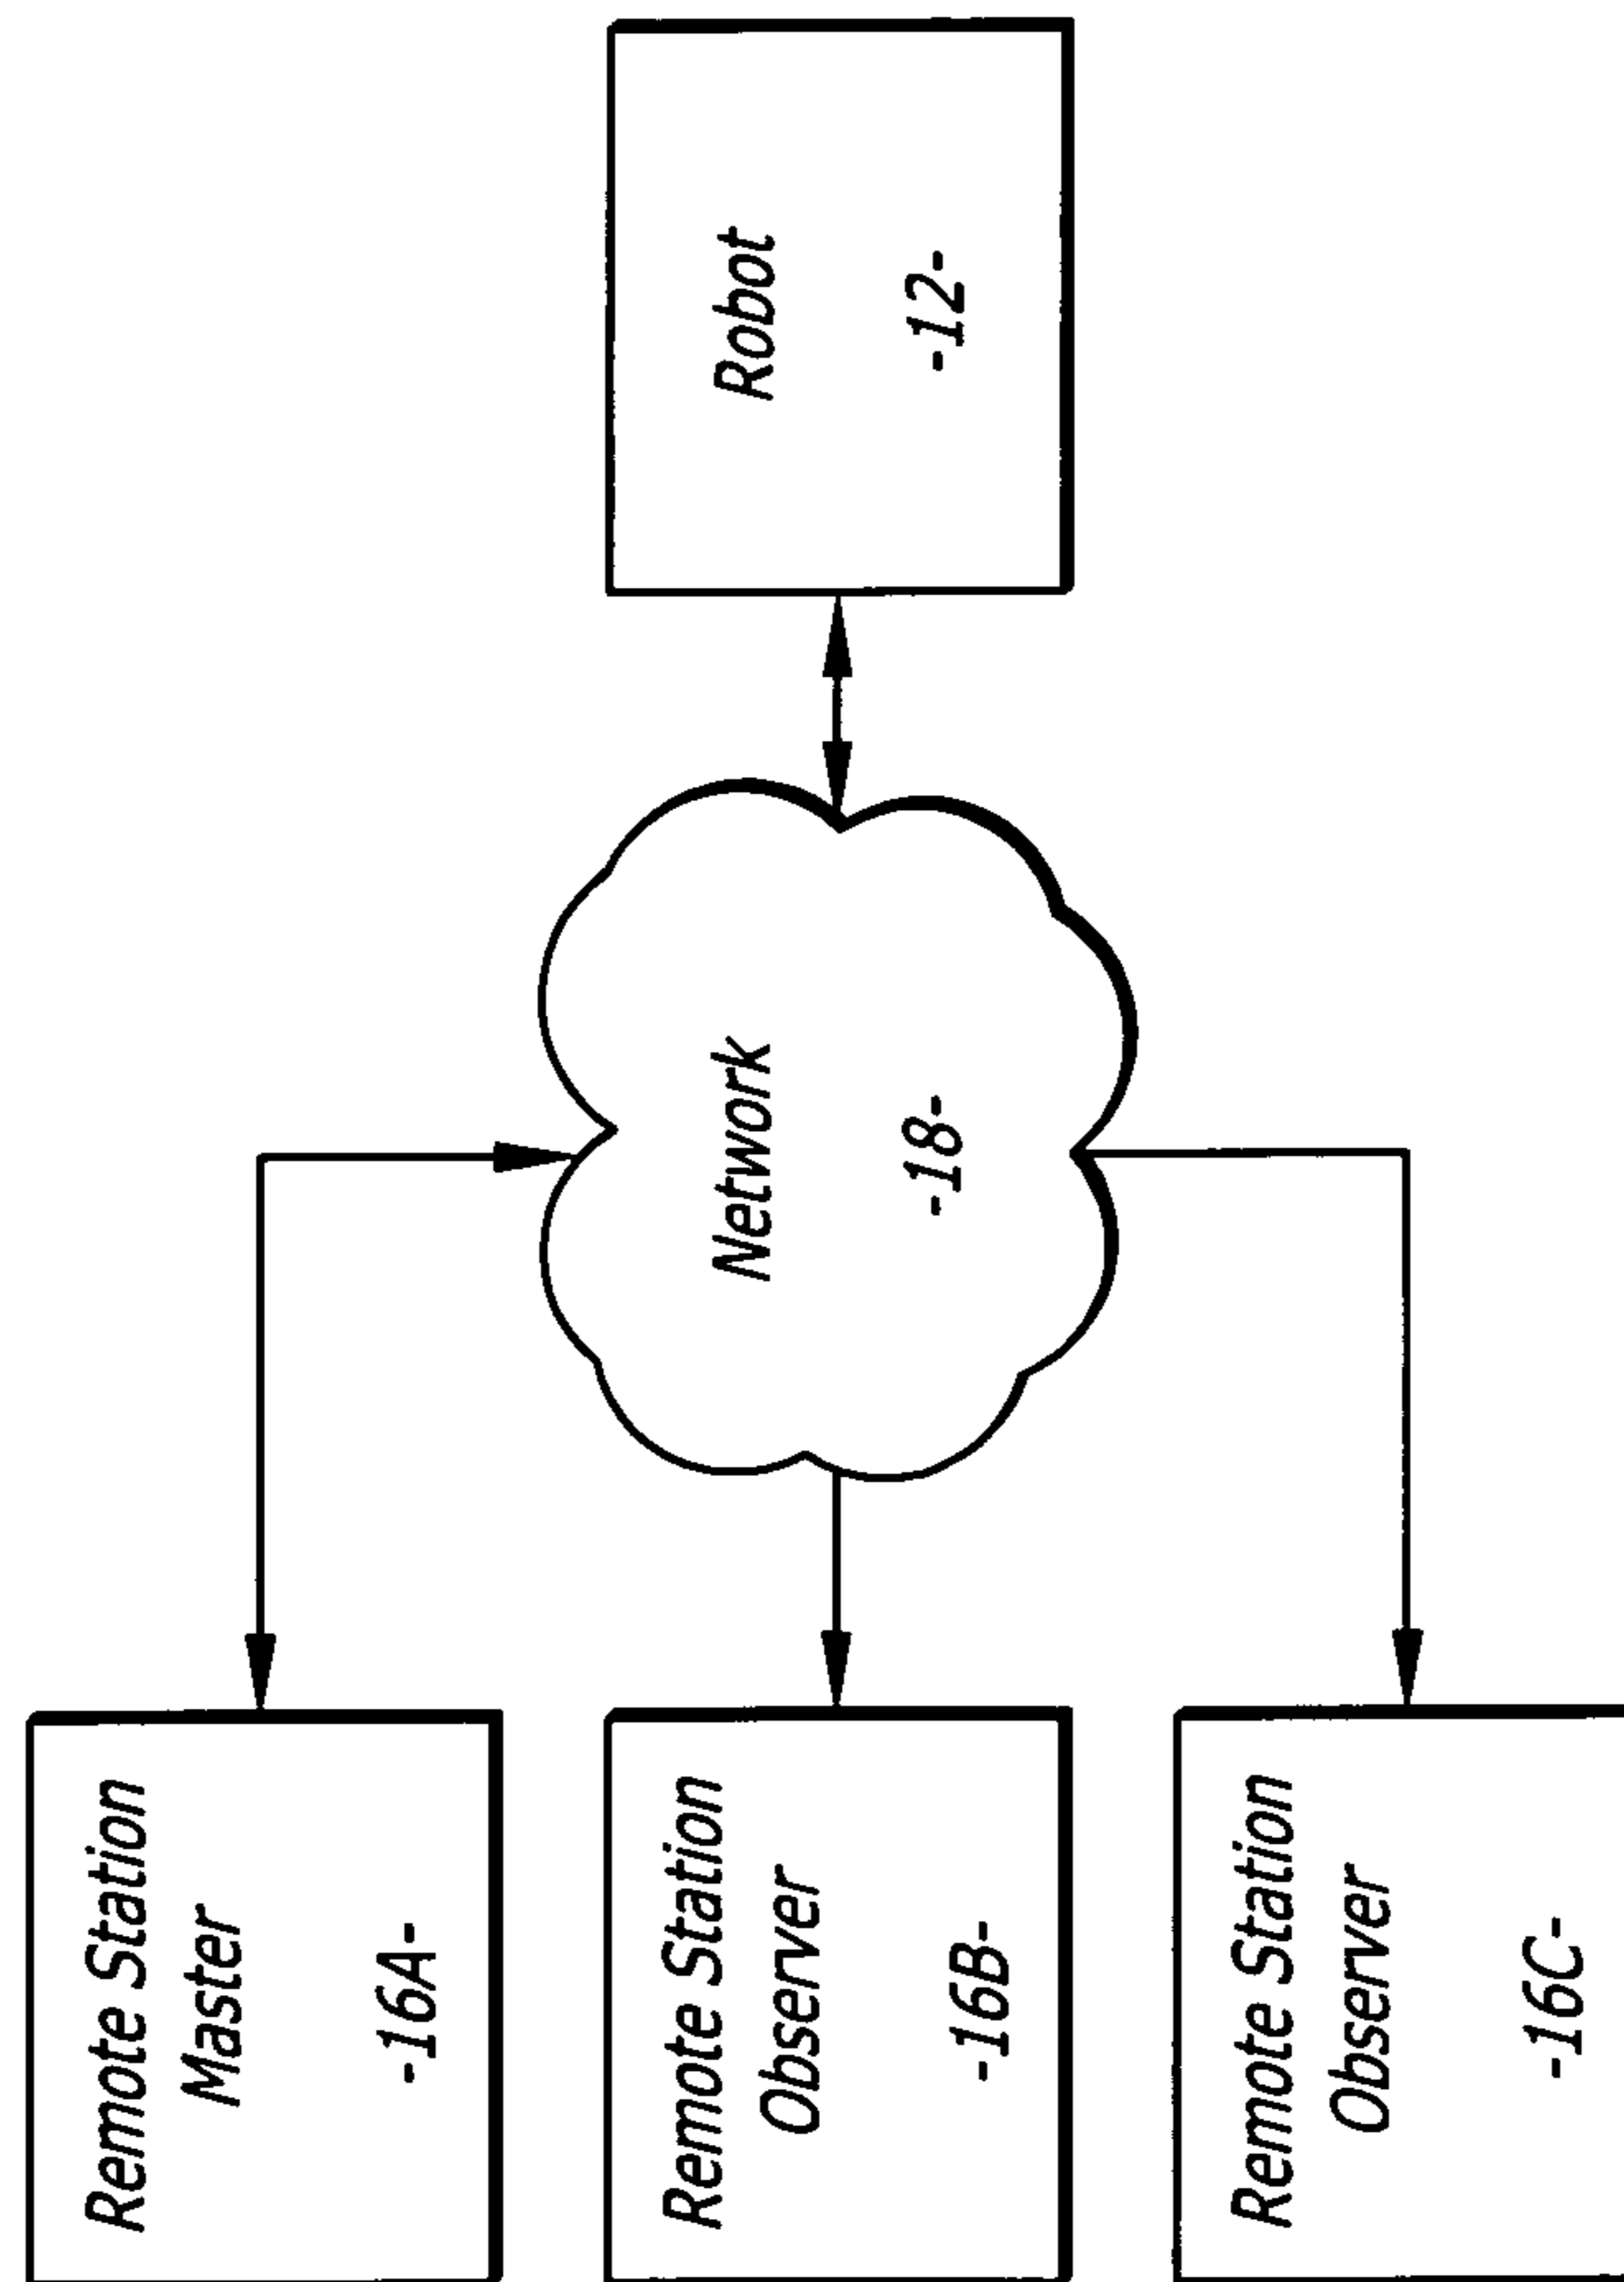 Remote Station
Master
-16A-
Remote Station
Observer
-16B-
Remote Station
Observer
-16C-
Network
-18-
Robot
-12-